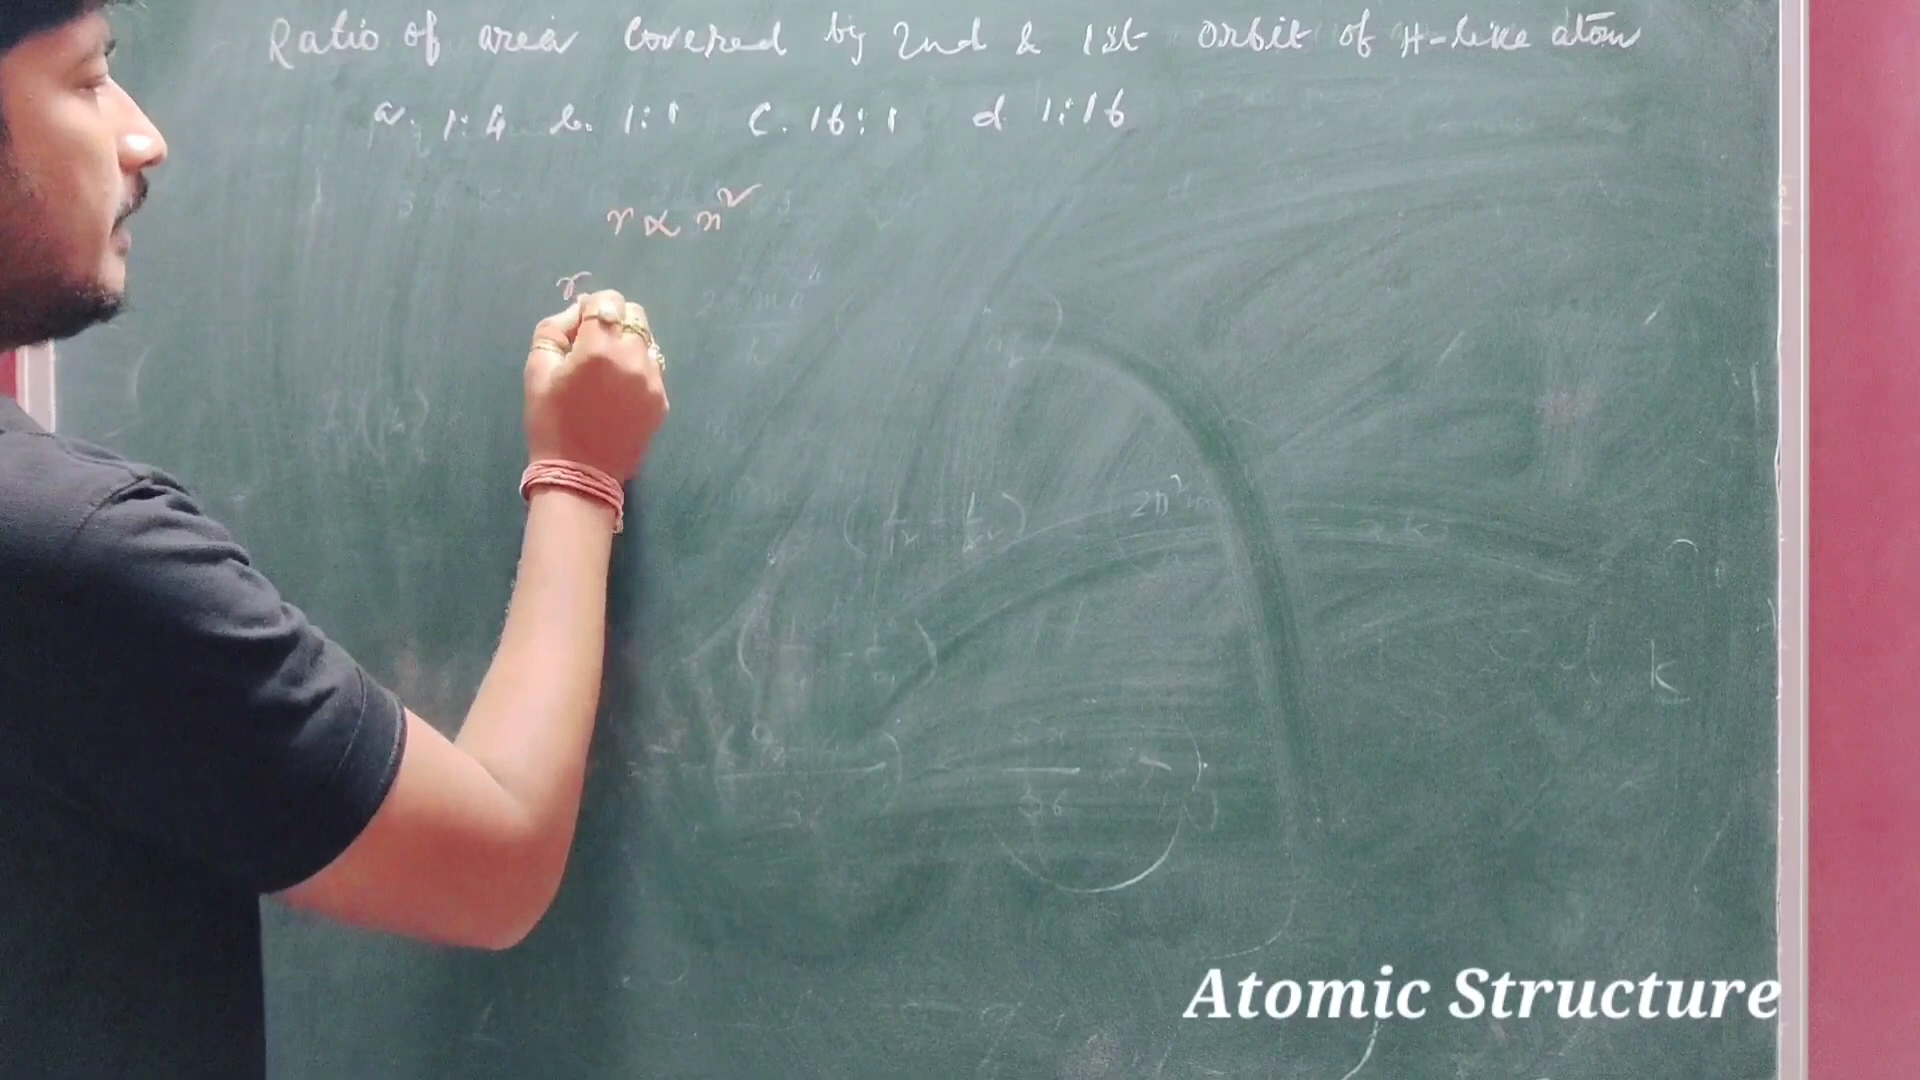 Ratio of area covered by 2nd & 1st orbit of H-like atom
a. 1:4 b. 1:1 c. 16:1 d. 1:16
r ∝ n²
r
k
Atomic Structure